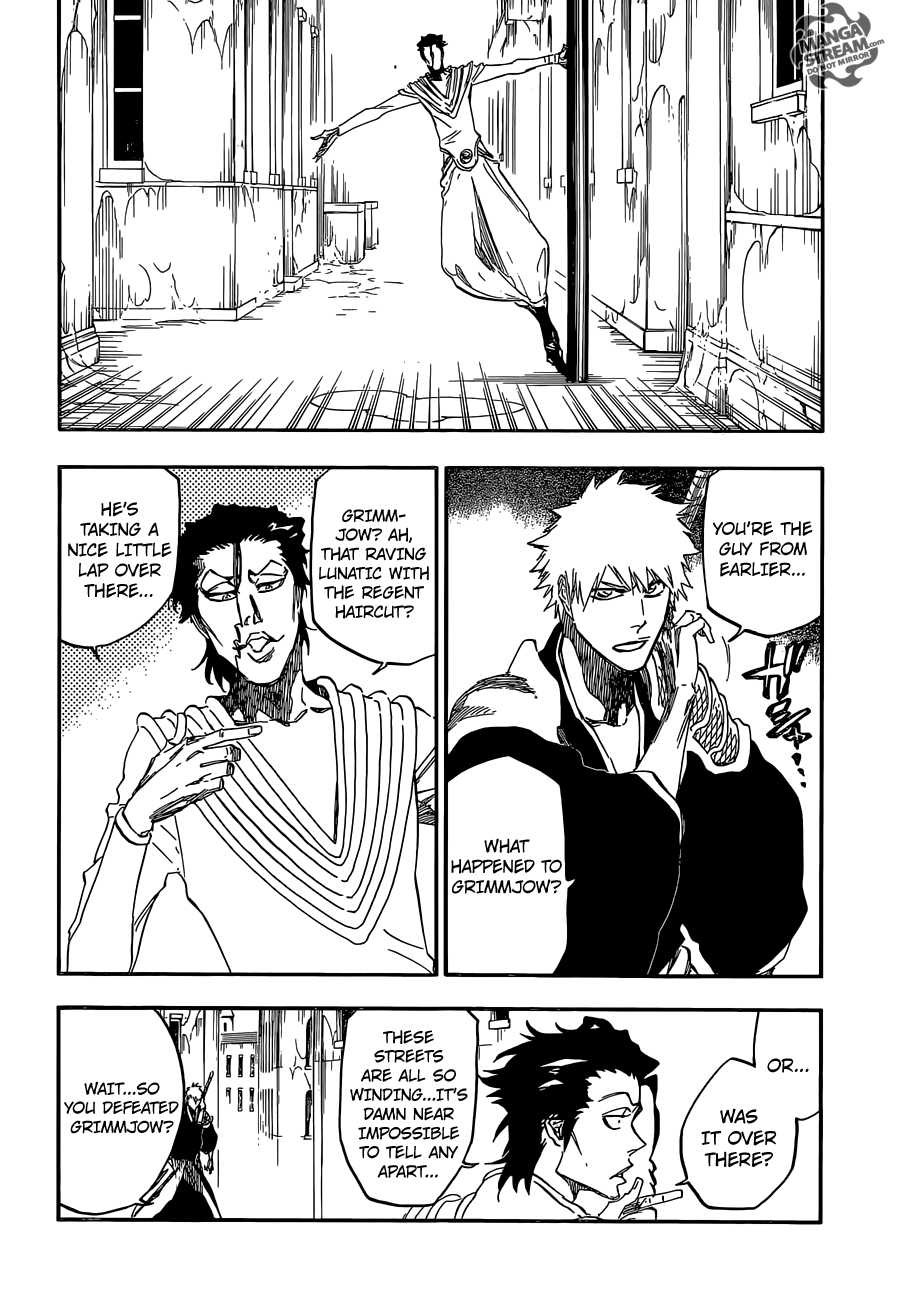 MANGA
STREAM.com
DO NOT MIRROR!
YOU'RE THE
GUY FROM
EARLIER...
WHAT
HAPPENED TO
GRIMMJOW?
GRIMM-
JOW? AH,
THAT RAVING
LUNATIC WITH
THE REGENT
HAIRCUT?
HE'S
TAKING A
NICE LITTLE
LAP OVER
THERE...
OR...
WAS
IT OVER
THERE?
THESE
STREETS
ARE ALL SO
WINDING...IT'S
DAMN NEAR
IMPOSSIBLE
TO TELL ANY
APART...
WAIT...SO
YOU DEFEATED
GRIMMJOW?